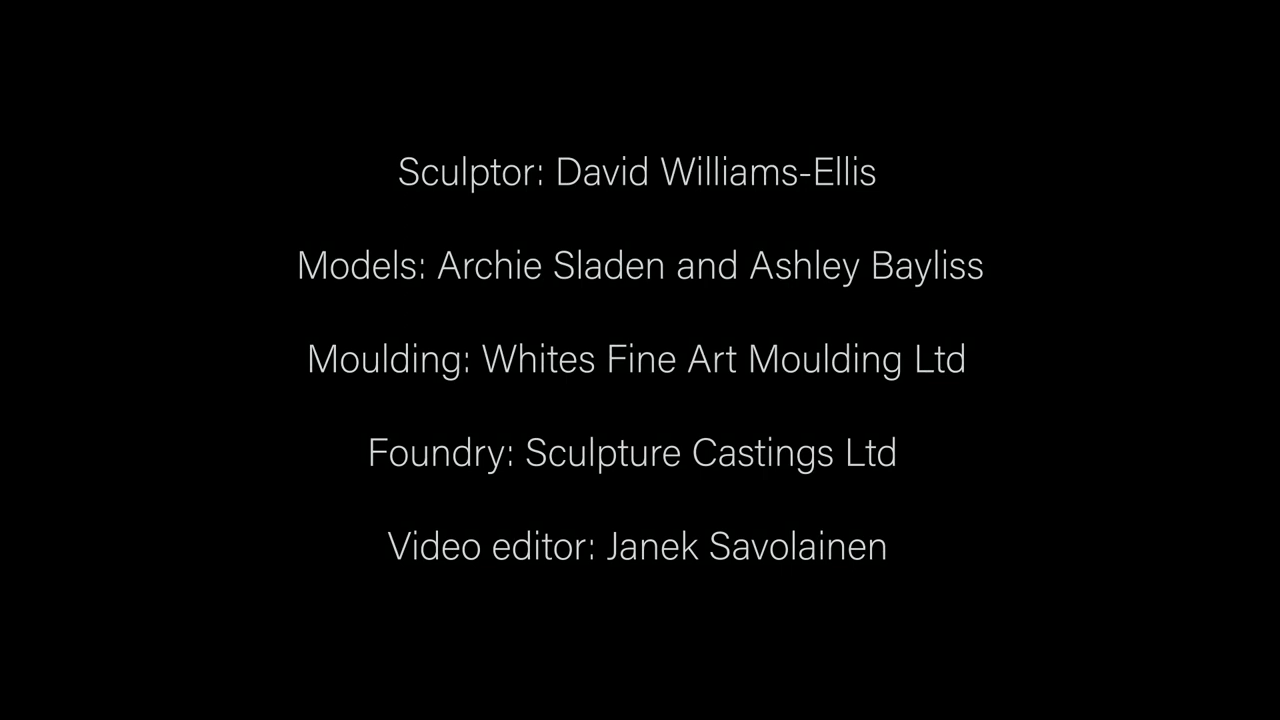 Sculptor: David Williams-Ellis
Models: Archie Sladen and Ashley Bayliss
Moulding: Whites Fine Art Moulding Ltd
Foundry: Sculpture Castings Ltd
Video editor: Janek Savolainen